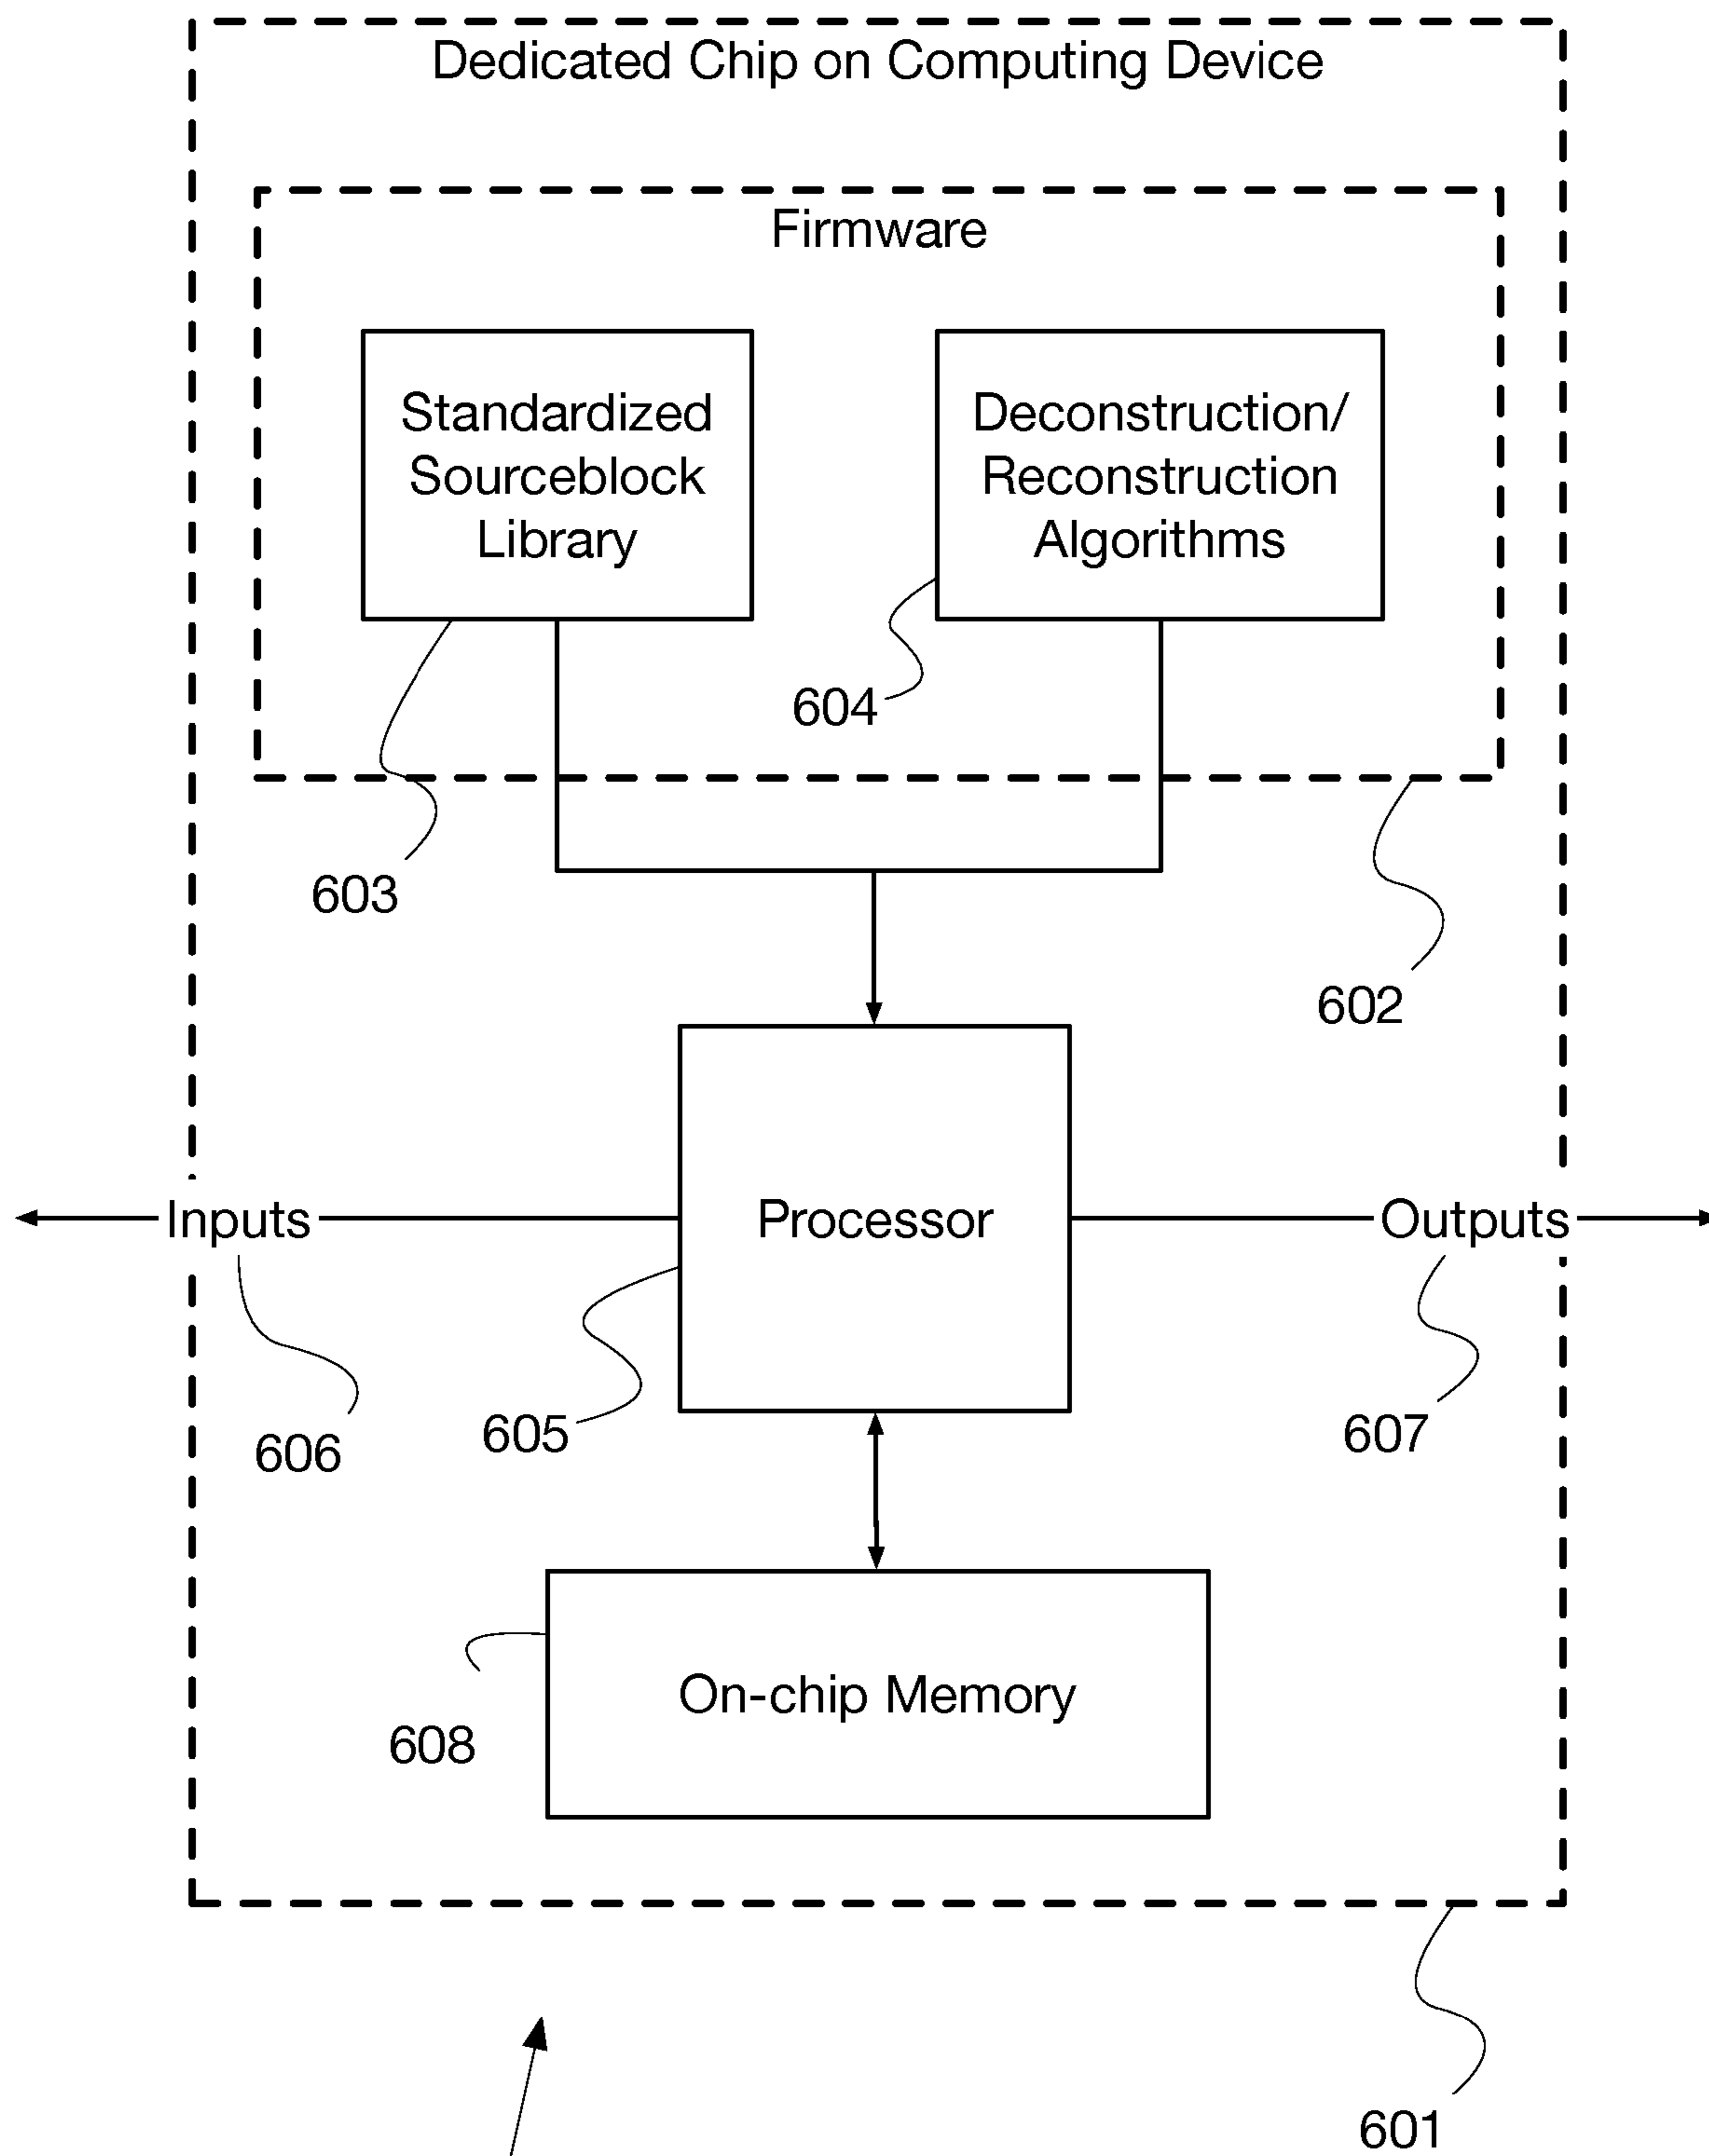 Dedicated Chip on Computing Device
Firmware
Standardized
Sourceblock
Library
Deconstruction/
Reconstruction
Algorithms
604
603
602
Inputs
Processor
Outputs
606
605
607
On-chip Memory
608
601